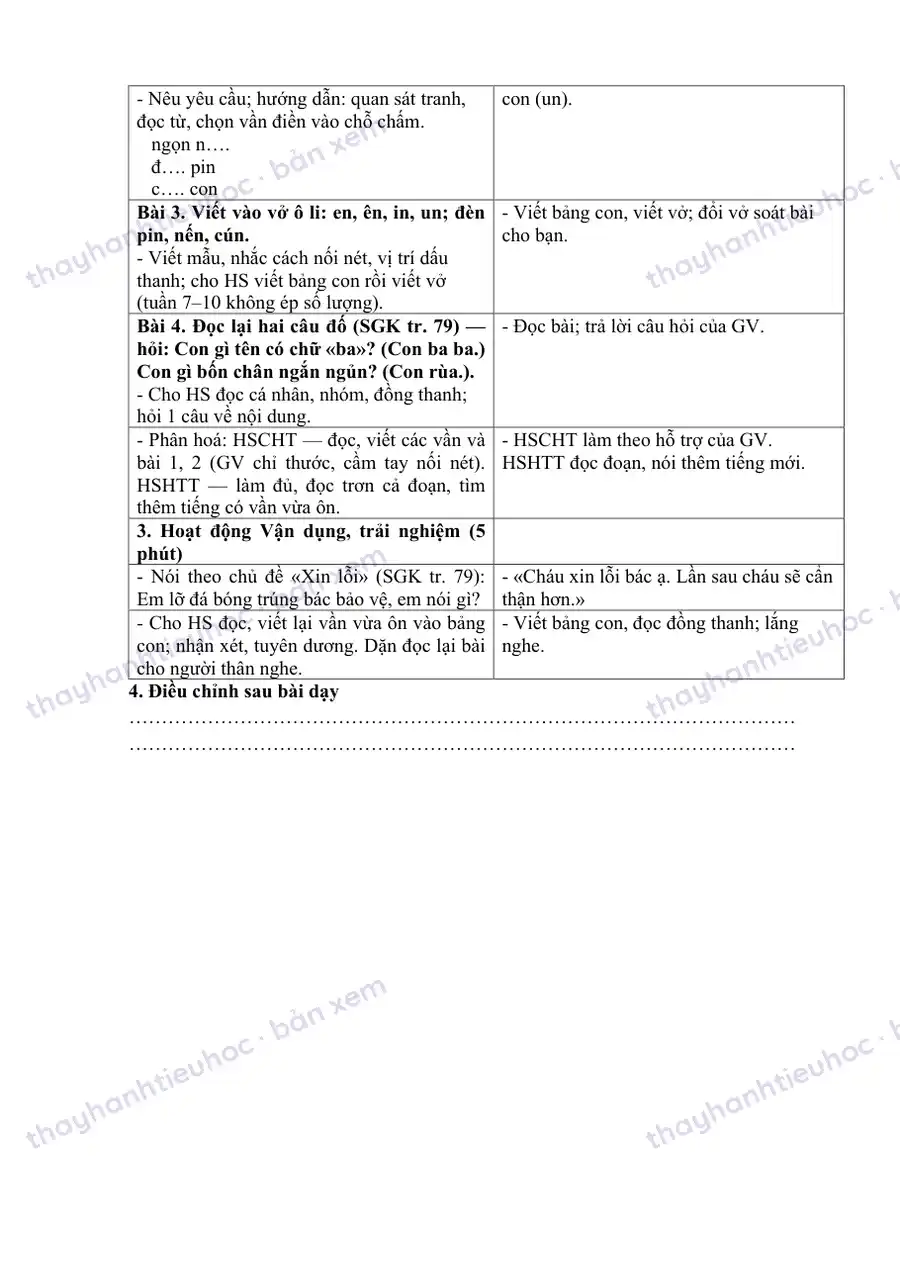 - Nêu yêu cầu; hướng dẫn: quan sát tranh,
đọc từ, chọn vần điền vào chỗ chấm.
ngọn n….
đ…. pin
c…. con
con (un).
Bài 3. Viết vào vở ô li: en, ên, in, un; đèn
pin, nến, cún.
- Viết mẫu, nhắc cách nối nét, vị trí dấu
thanh; cho HS viết bảng con rồi viết vở
(tuần 7–10 không ép số lượng).
- Viết bảng con, viết vở; đổi vở soát bài
cho bạn.
Bài 4. Đọc lại hai câu đố (SGK tr. 79) —
hỏi: Con gì tên có chữ «ba»? (Con ba ba.)
Con gì bốn chân ngắn ngủn? (Con rùa.).
- Cho HS đọc cá nhân, nhóm, đồng thanh;
hỏi 1 câu về nội dung.
- Đọc bài; trả lời câu hỏi của GV.
- Phân hoá: HSCHT — đọc, viết các vần và
bài 1, 2 (GV chỉ thước, cầm tay nối nét).
HSHTT — làm đủ, đọc trơn cả đoạn, tìm
thêm tiếng có vần vừa ôn.
- HSCHT làm theo hỗ trợ của GV.
HSHTT đọc đoạn, nói thêm tiếng mới.
3. Hoạt động Vận dụng, trải nghiệm (5
phút)
- Nói theo chủ đề «Xin lỗi» (SGK tr. 79):
Em lỡ đá bóng trúng bác bảo vệ, em nói gì?
- «Cháu xin lỗi bác ạ. Lần sau cháu sẽ cẩn
thận hơn.»
- Cho HS đọc, viết lại vần vừa ôn vào bảng
con; nhận xét, tuyên dương. Dặn đọc lại bài
cho người thân nghe.
- Viết bảng con, đọc đồng thanh; lắng
nghe.
4. Điều chỉnh sau bài dạy
…………………………………………………………………………………………
…………………………………………………………………………………………
thayhanhtieuhoc · bản xem
thayhanhtieuhoc · b
thayhanhtieuhoc · bản xem
thayhanhtieuhoc · b
thayhanhtieuhoc · bản xem
thayhanhtieuhoc · b